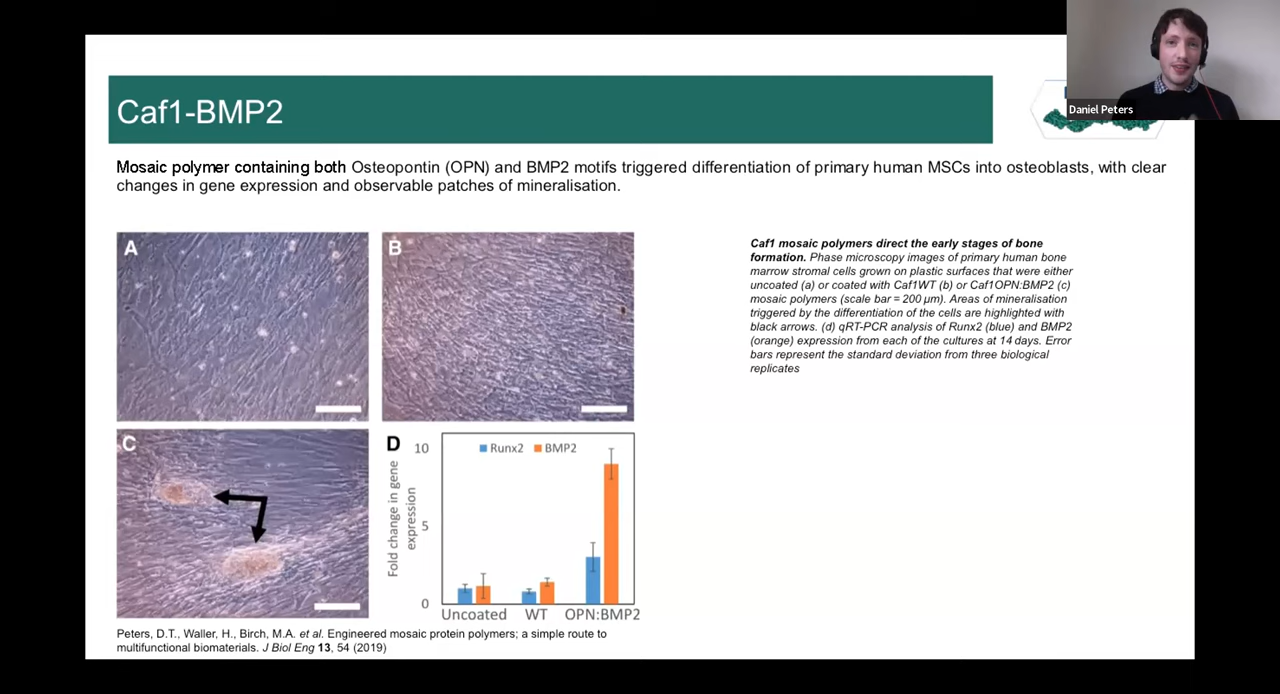 Caf1-BMP2
Daniel Peters
Mosaic polymer containing both Osteopontin (OPN) and BMP2 motifs triggered differentiation of primary human MSCs into osteoblasts, with clear
changes in gene expression and observable patches of mineralisation.
A
B
Caf1 mosaic polymers direct the early stages of bone
formation. Phase microscopy images of primary human bone
marrow stromal cells grown on plastic surfaces that were either
uncoated (a) or coated with Caf1WT (b) or Caf1OPN:BMP2 (c)
mosaic polymers (scale bar = 200 µm). Areas of mineralisation
triggered by the differentiation of the cells are highlighted with
black arrows. (d) qRT-PCR analysis of Runx2 (blue) and BMP2
(orange) expression from each of the cultures at 14 days. Error
bars represent the standard deviation from three biological
replicates
C
D
10
5
0
Fold change in gene
expression
Runx2 BMP2
Uncoated WT OPN:BMP2
Peters, D.T., Waller, H., Birch, M.A. et al. Engineered mosaic protein polymers; a simple route to
multifunctional biomaterials. J Biol Eng 13, 54 (2019)